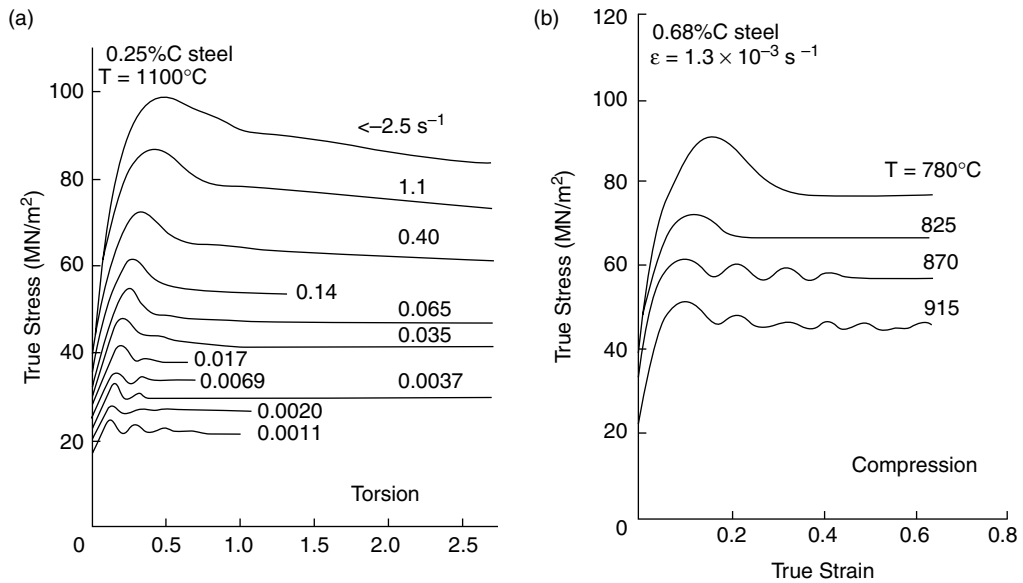 (a)
0.25%C steel
T = 1100°C
100
80
60
40
20
0
True Stress (MN/m²)
<–2.5 s⁻¹
1.1
0.40
0.14
0.065
0.035
0.017
0.0069
0.0037
0.0020
0.0011
Torsion
0
0.5
1.0
1.5
2.0
2.5
(b)
120
100
80
60
40
20
0
True Stress (MN/m²)
0.68%C steel
ε = 1.3 × 10⁻³ s⁻¹
T = 780°C
825
870
915
Compression
0.2
0.4
0.6
0.8
True Strain